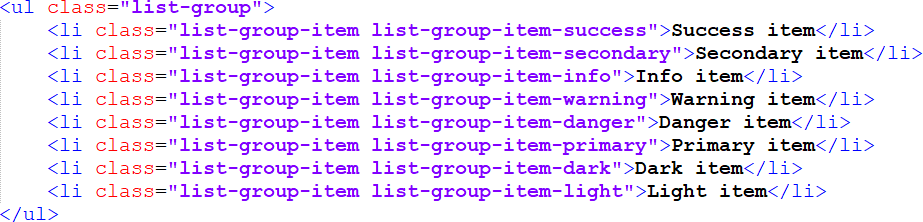 <ul class="list-group">
    <li class="list-group-item list-group-item-success">Success item</li>
    <li class="list-group-item list-group-item-secondary">Secondary item</li>
    <li class="list-group-item list-group-item-info">Info item</li>
    <li class="list-group-item list-group-item-warning">Warning item</li>
    <li class="list-group-item list-group-item-danger">Danger item</li>
    <li class="list-group-item list-group-item-primary">Primary item</li>
    <li class="list-group-item list-group-item-dark">Dark item</li>
    <li class="list-group-item list-group-item-light">Light item</li>
</ul>